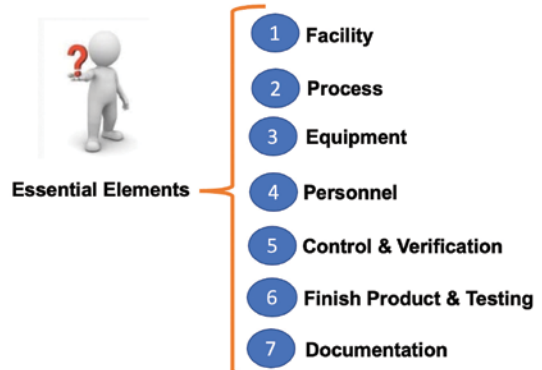 ?
Essential Elements
1 Facility
2 Process
3 Equipment
4 Personnel
5 Control & Verification
6 Finish Product & Testing
7 Documentation